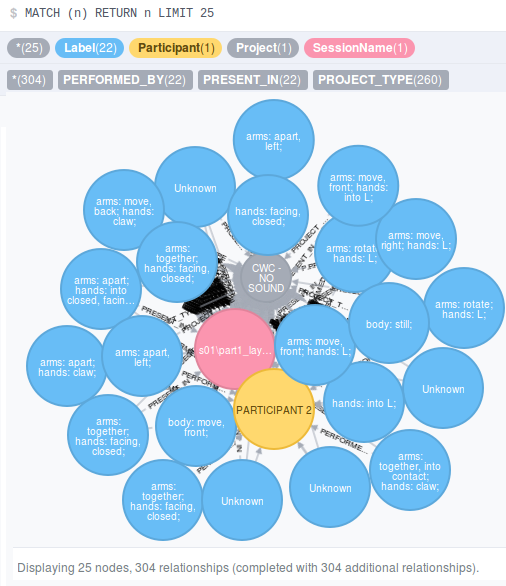 $ MATCH (n) RETURN n LIMIT 25
*(25) Label(22) Participant(1) Project(1) SessionName(1)
*(304) PERFORMED_BY(22) PRESENT_IN(22) PROJECT_TYPE(260)
arms: apart,
left;
Unknown
arms: move,
front; hands:
into L;
arms: move,
back; hands:
claw;
hands: facing,
closed;
arms: move,
right; hands: L;
arms: rotate
hands: L;
arms:
together;
hands: facing,
closed;
CWC -
NO
SOUND
arms: apart;
hands: into
closed, facin...
arms: rotate;
hands: L;
body: still;
s01\part1_lay...
arms: move,
front; hands: L;
arms: apart,
left;
arms: apart;
hands: claw;
Unknown
hands: into L;
PARTICIPANT 2
body: move,
front;
arms:
together;
hands: facing,
closed;
PERFORME...
arms:
together, into
contact;
hands: claw;
Unknown
arms:
together;
hands: facing,
closed;
Unknown
Displaying 25 nodes, 304 relationships (completed with 304 additional relationships).